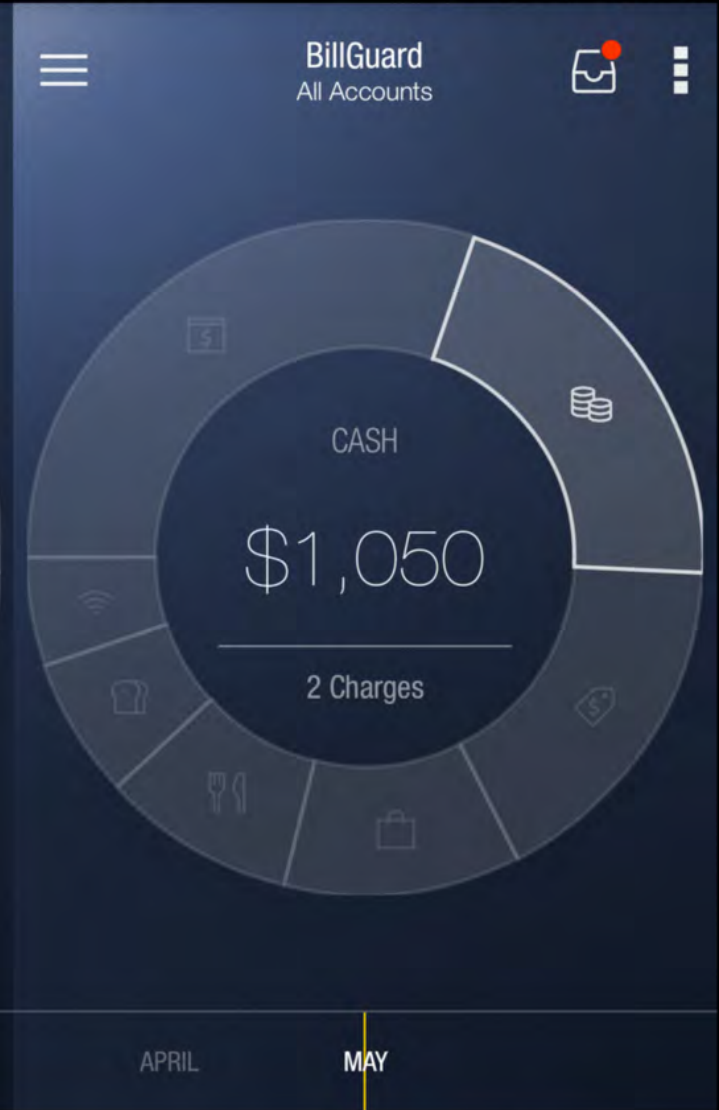 BillGuard
All Accounts
$
CASH
$1,050
$
2 Charges
APRIL
MAY